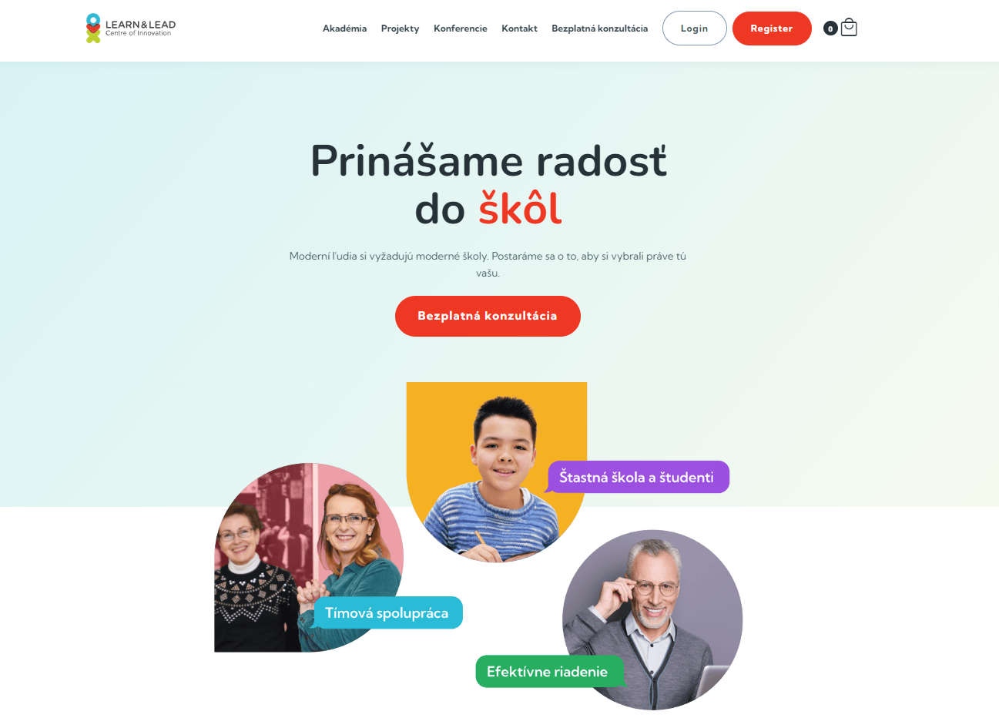 LEARN & LEAD
Centre of Innovation
Akadémia
Projekty
Konferencie
Kontakt
Bezplatná konzultácia
Login
Register
0
Prinášame radosť
do škôl
Moderní ľudia si vyžadujú moderné školy. Postaráme sa o to, aby si vybrali práve tú
vašu.
Bezplatná konzultácia
Štastná škola a študenti
Tímová spolupráca
Efektívne riadenie